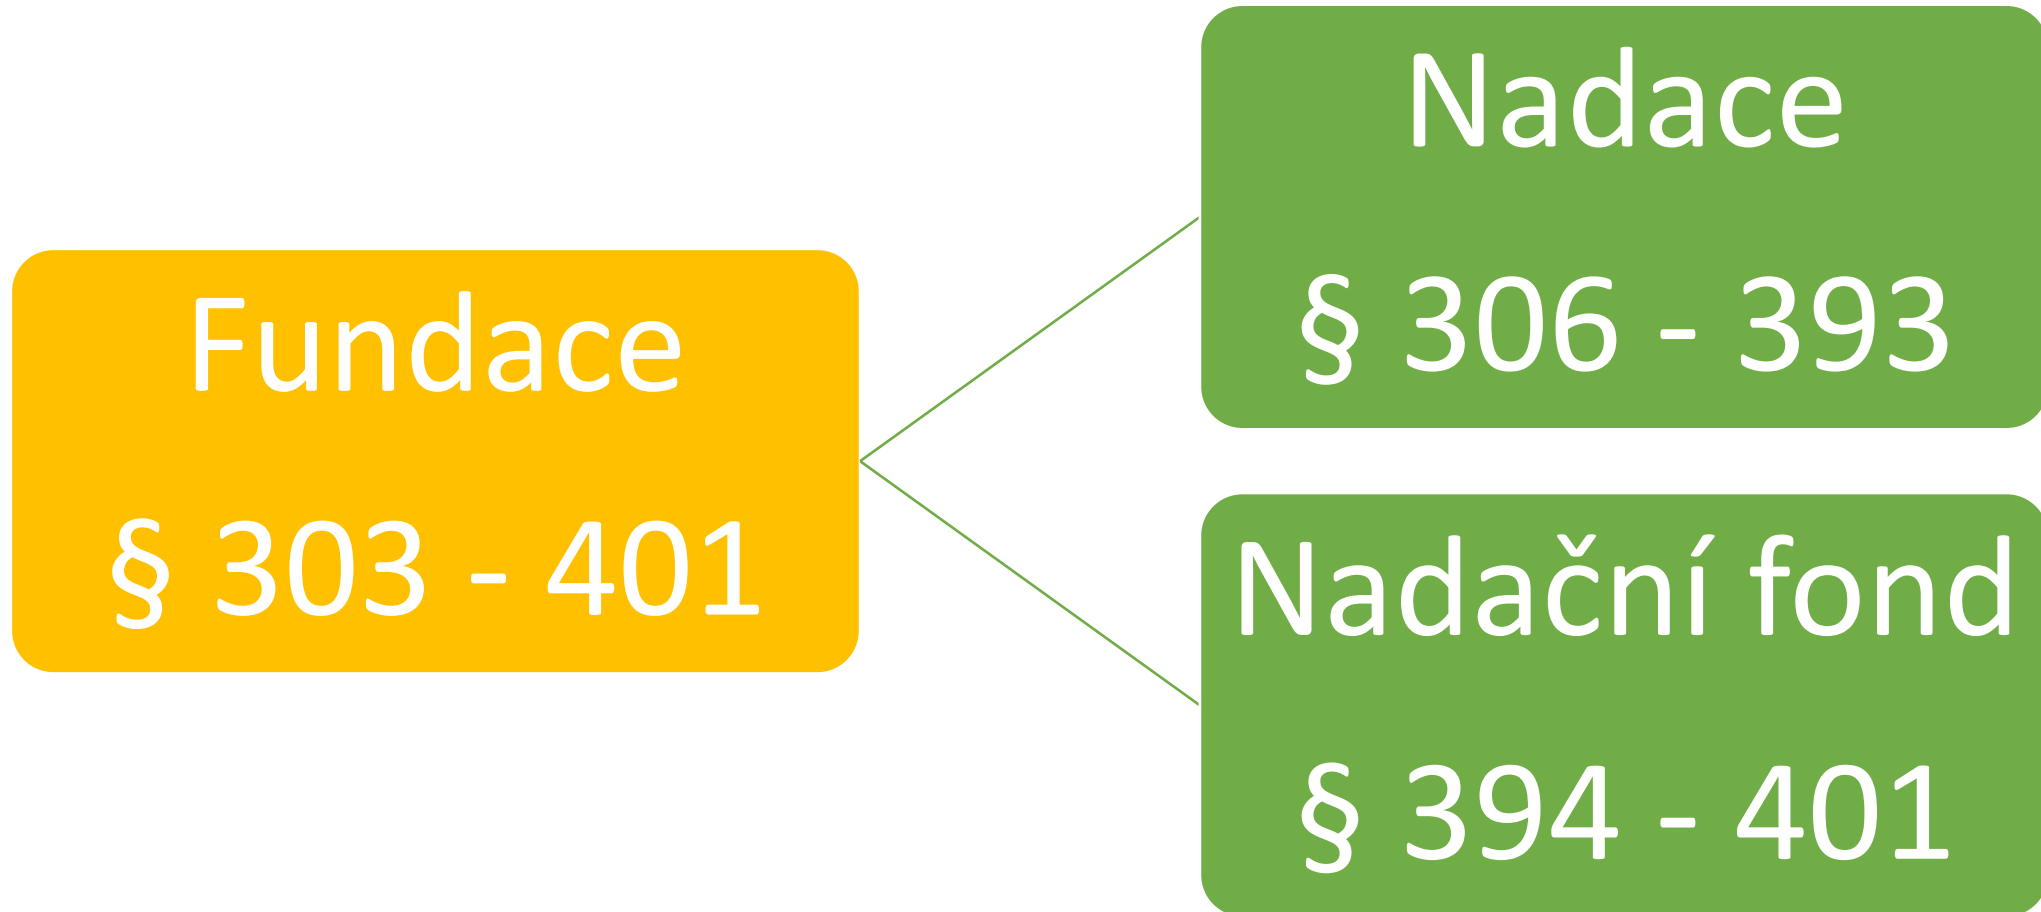 Fundace
§ 303 - 401
Nadace
§ 306 - 393
Nadační fond
§ 394 - 401